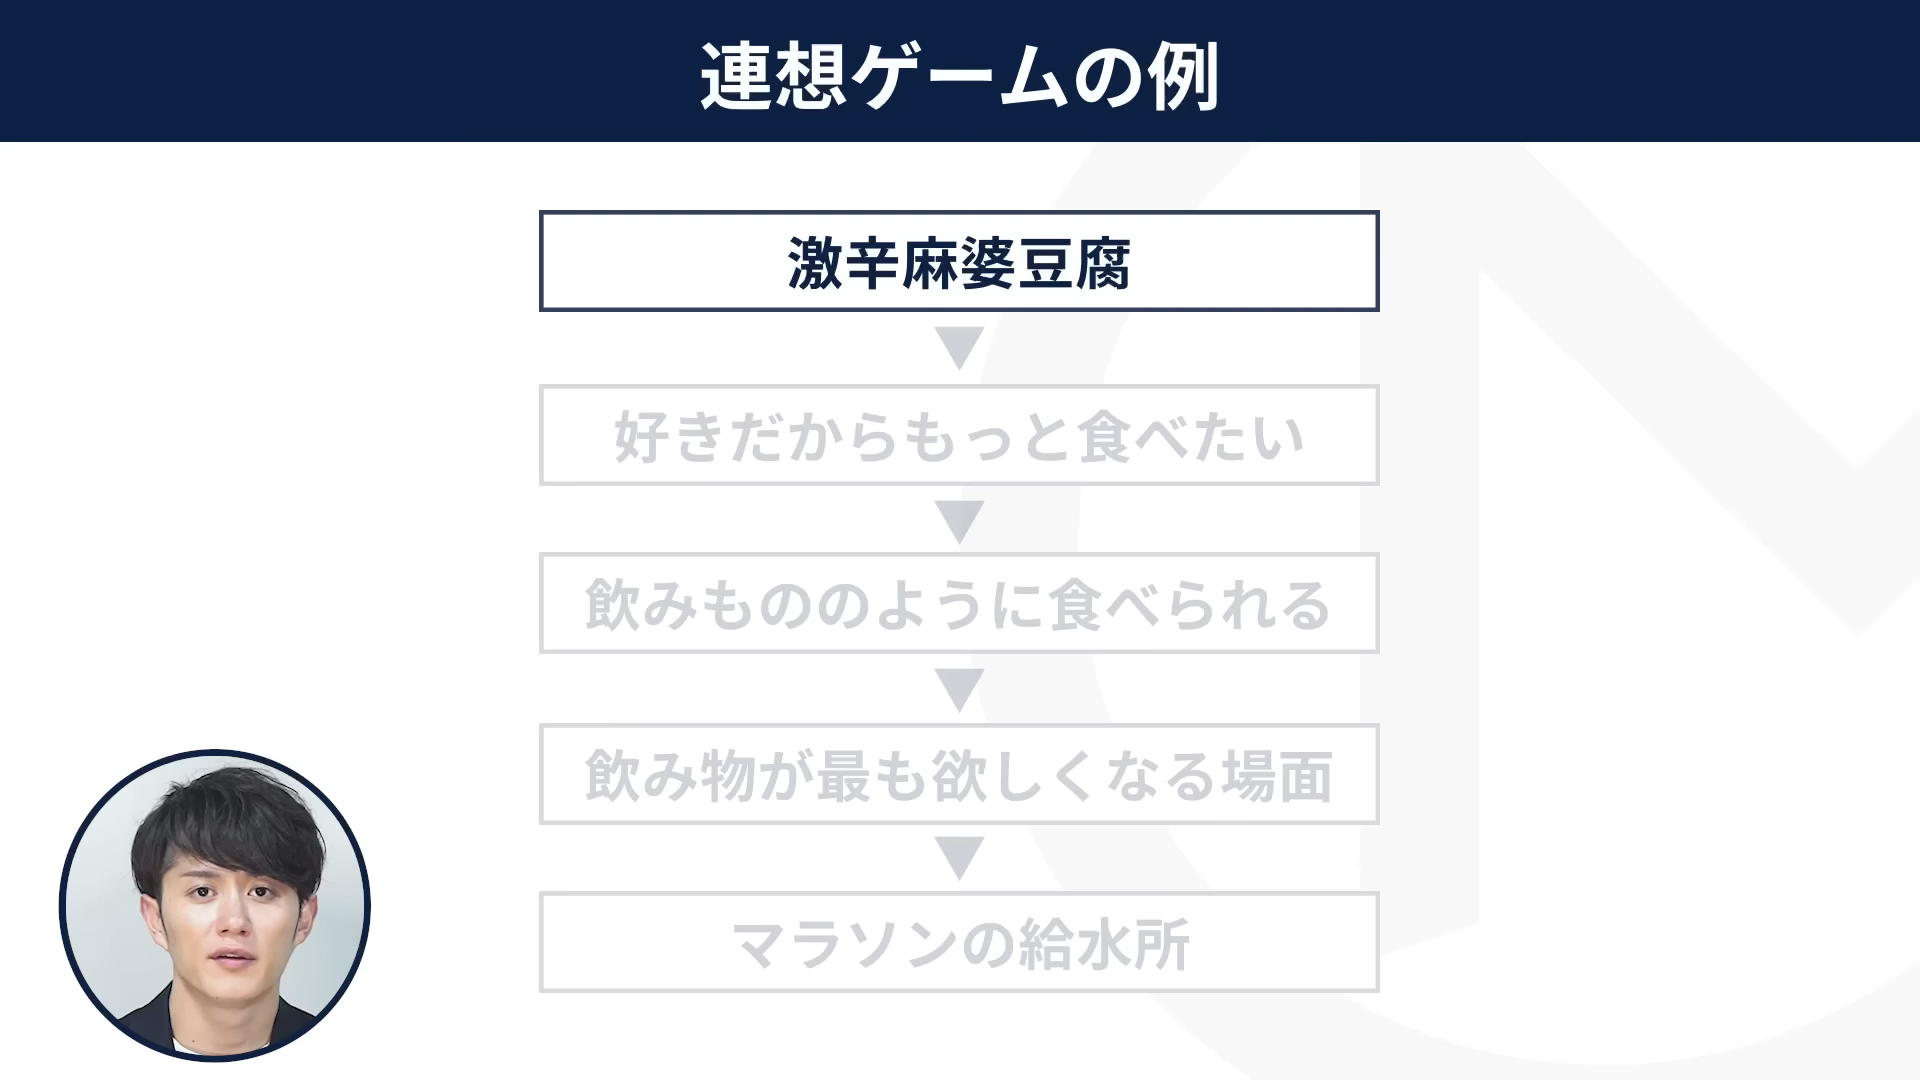 連想ゲームの例
激辛麻婆豆腐
▼
好きだからもっと食べたい
▼
飲みもののように食べられる
▼
飲み物が最も欲しくなる場面
▼
マラソンの給水所